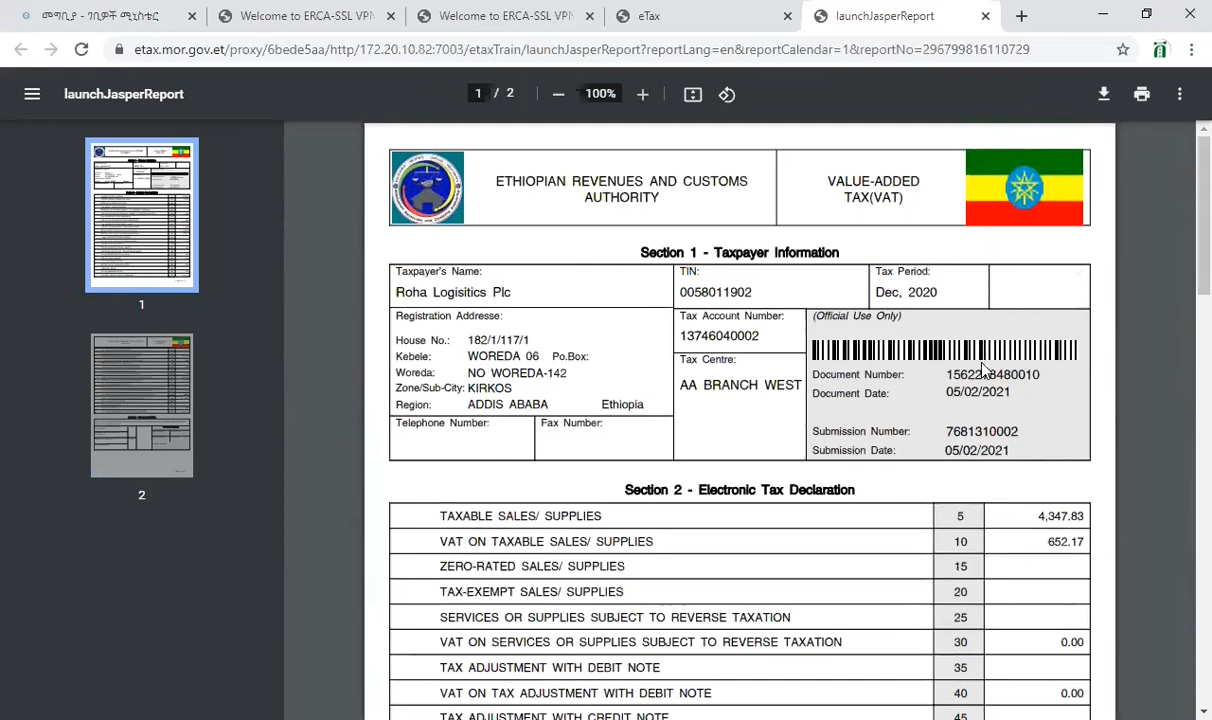 መግቢያ - ገቢዎች ሚኒስቴር
Welcome to ERCA-SSL VPN
Welcome to ERCA-SSL VPN
eTax
launchJasperReport
etax.mor.gov.et/proxy/6bede5aa/http/172.20.10.82:7003/etaxTrain/launchJasperReport?reportLang=en&reportCalendar=1&reportNo=296799816110729
launchJasperReport
1 / 2
100%
1
2
ETHIOPIAN REVENUES AND CUSTOMS
AUTHORITY
VALUE-ADDED
TAX(VAT)
Section 1 - Taxpayer Information
Taxpayer's Name:
Roha Logisitics Plc
TIN:
0058011902
Tax Period:
Dec, 2020
Registration Addresse:
House No.: 182/1/117/1
Kebele: WOREDA 06 Po.Box:
Woreda: NO WOREDA-142
Zone/Sub-City: KIRKOS
Region: ADDIS ABABA Ethiopia
Telephone Number:
Fax Number:
Tax Account Number:
13746040002
Tax Centre:
AA BRANCH WEST
(Official Use Only)
Document Number:
Document Date: 05/02/2021
Submission Number: 7681310002
Submission Date: 05/02/2021
Section 2 - Electronic Tax Declaration
TAXABLE SALES/ SUPPLIES 5 4,347.83
VAT ON TAXABLE SALES/ SUPPLIES 10 652.17
ZERO-RATED SALES/ SUPPLIES 15
TAX-EXEMPT SALES/ SUPPLIES 20
SERVICES OR SUPPLIES SUBJECT TO REVERSE TAXATION 25
VAT ON SERVICES OR SUPPLIES SUBJECT TO REVERSE TAXATION 30 0.00
TAX ADJUSTMENT WITH DEBIT NOTE 35
VAT ON TAX ADJUSTMENT WITH DEBIT NOTE 40 0.00
TAX ADJUSTMENT WITH CREDIT NOTE 45